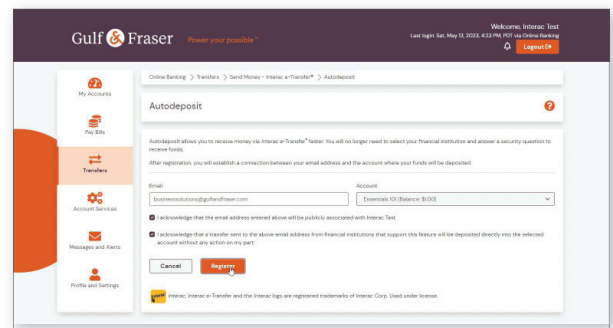 Gulf & Fraser Power your possible™
Welcome, Interac Test
Last login: Sat, May 13, 2023, 4:23 PM, PDT via Online Banking
Logout
My Accounts
Pay Bills
Transfers
Account Services
Messages and Alerts
Profile and Settings
Online Banking > Transfers > Send Money - Interac e-Transfer® > Autodeposit
Autodeposit
?
Autodeposit allows you to receive money via Interac e-Transfer® faster. You will no longer need to select your financial institution and answer a security question to
receive funds.
After registration, you will establish a connection between your email address and the account where your funds will be deposited.
Email
businesssolutions@gulfandfraser.com
Account
Essentials 101 (Balance: $1.00)
I acknowledge that the email address entered above will be publicly associated with Interac Test
I acknowledge that a transfer sent to the above email address from financial institutions that support this feature will be deposited directly into the selected
account without any action on my part.
Cancel
Register
Interac, Interac e-Transfer and the Interac logo are registered trademarks of Interac Corp. Used under license.